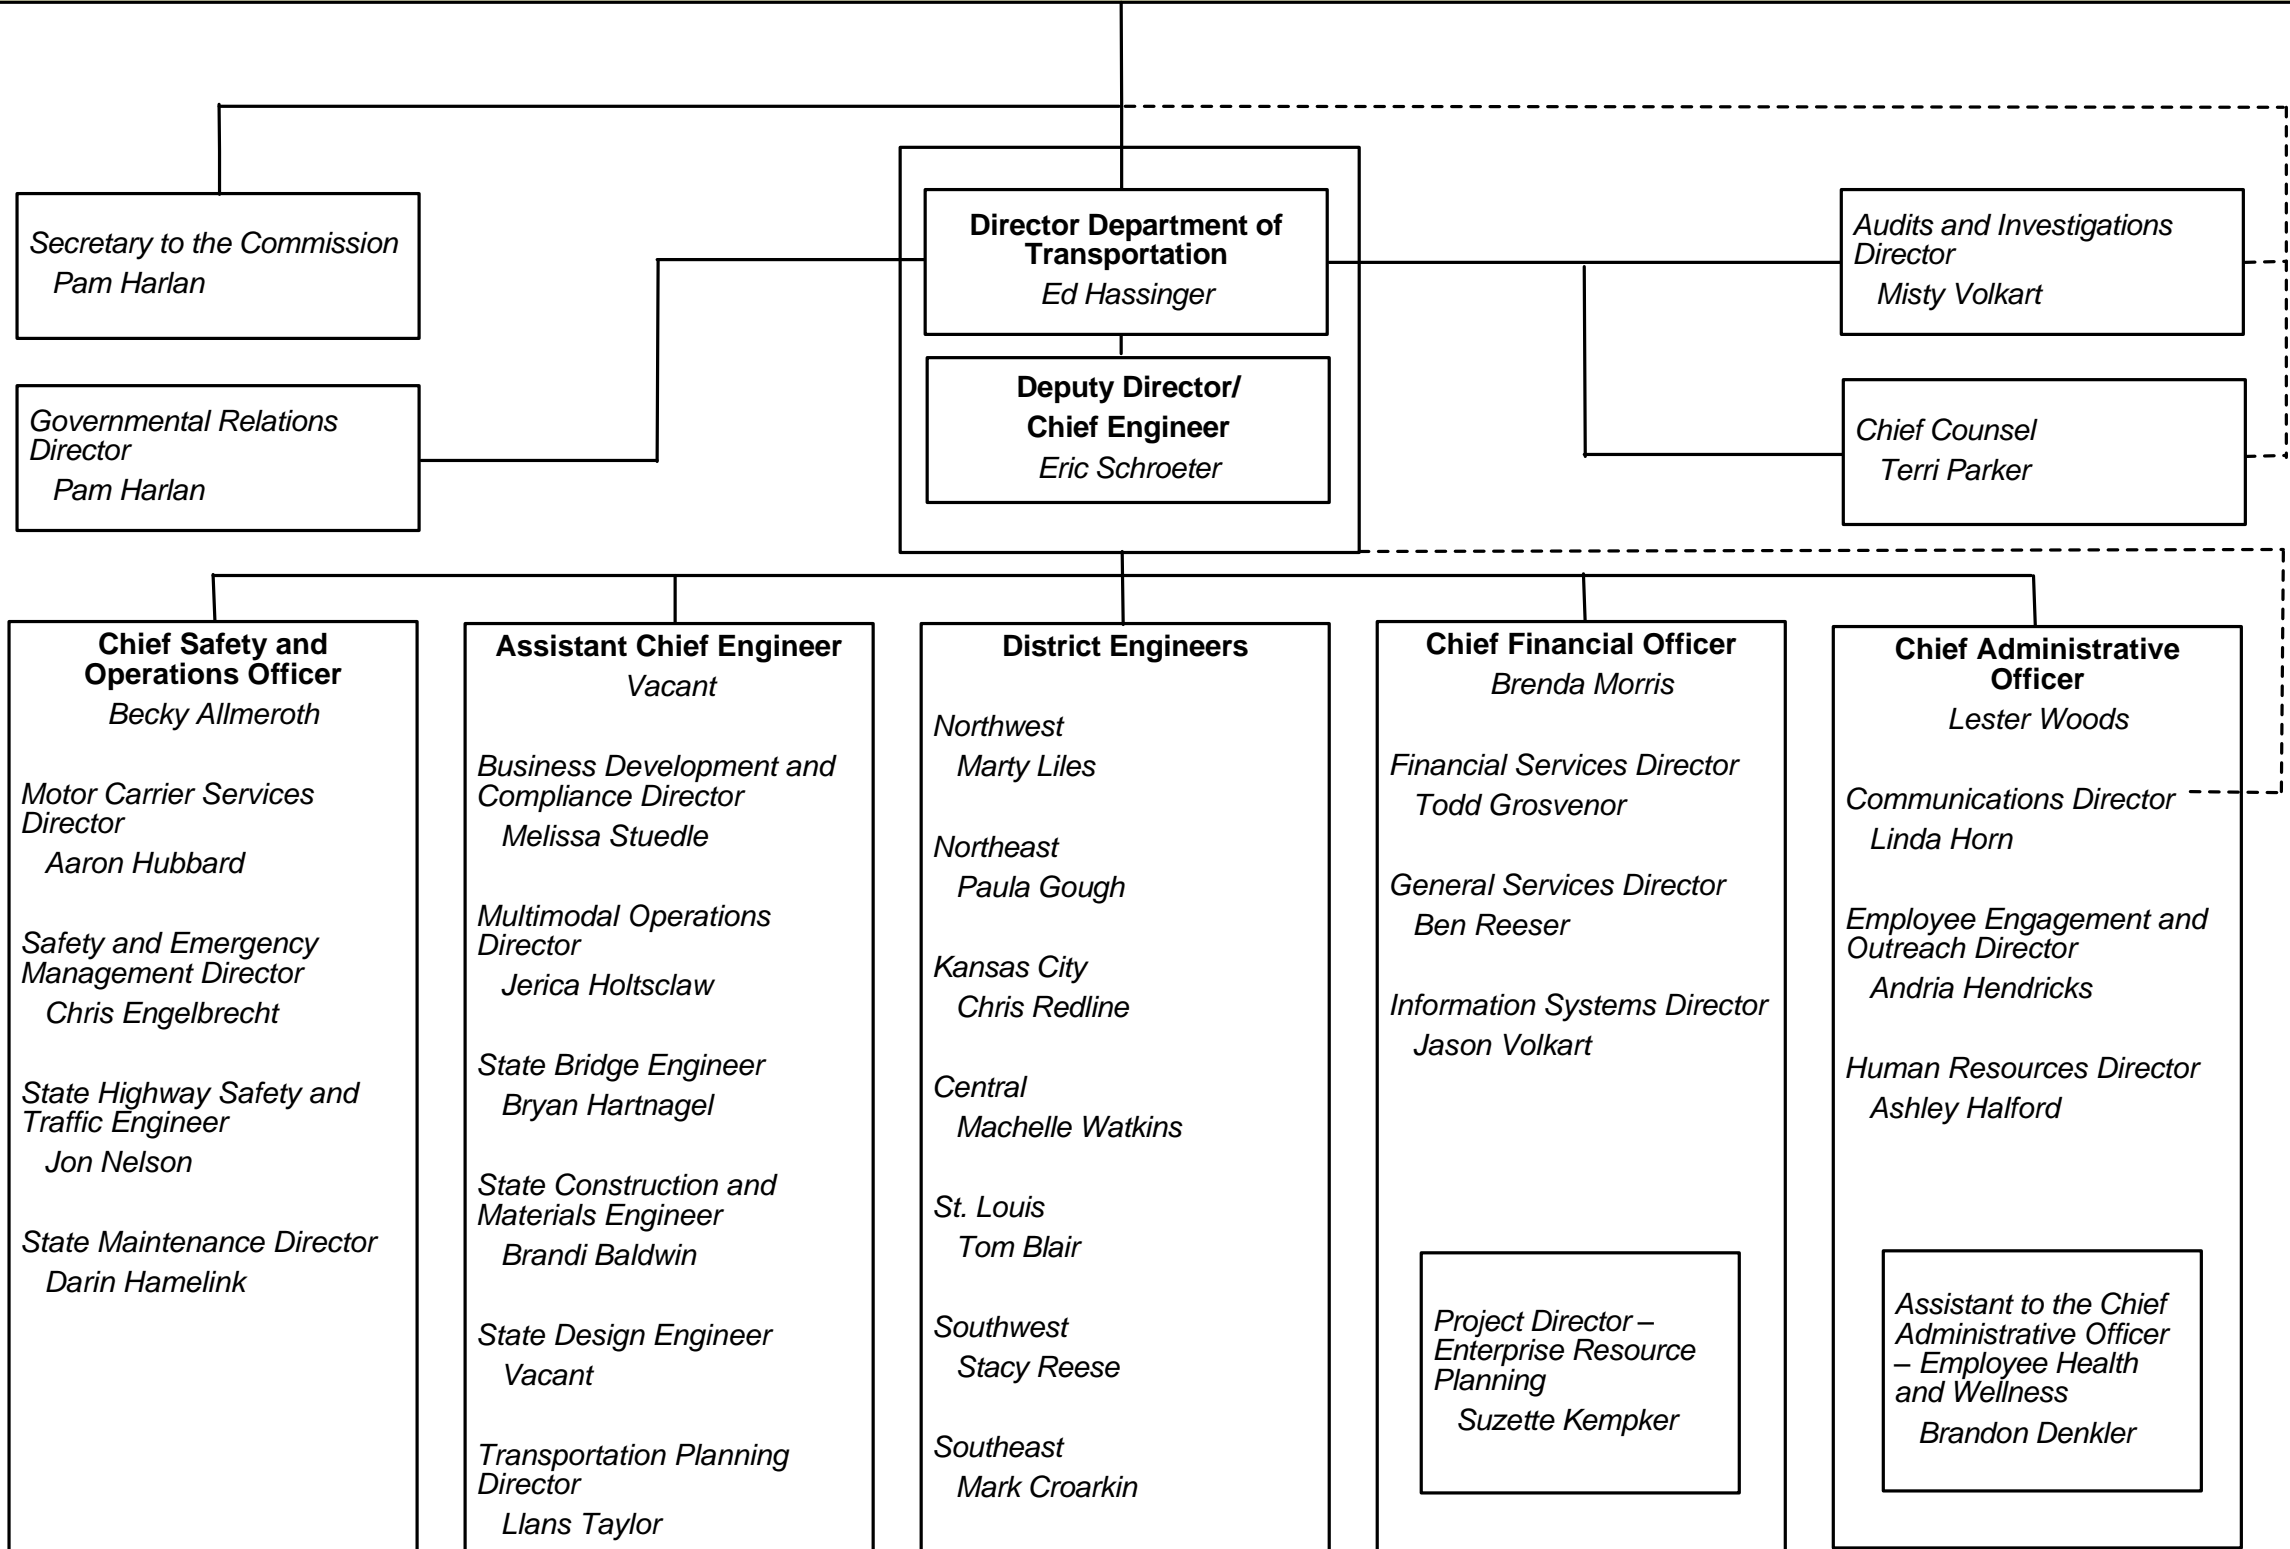 Secretary to the Commission
Pam Harlan
Governmental Relations
Director
Pam Harlan
Director Department of
Transportation
Ed Hassinger
Deputy Director/
Chief Engineer
Eric Schroeter
Audits and Investigations
Director
Misty Volkart
Chief Counsel
Terri Parker
Chief Safety and
Operations Officer
Becky Allmeroth
Motor Carrier Services
Director
Aaron Hubbard
Safety and Emergency
Management Director
Chris Engelbrecht
State Highway Safety and
Traffic Engineer
Jon Nelson
State Maintenance Director
Darin Hamelink
Assistant Chief Engineer
Vacant
Business Development and
Compliance Director
Melissa Stuedle
Multimodal Operations
Director
Jerica Holtsclaw
State Bridge Engineer
Bryan Hartnagel
State Construction and
Materials Engineer
Brandi Baldwin
State Design Engineer
Vacant
Transportation Planning
Director
Llans Taylor
District Engineers
Northwest
Marty Liles
Northeast
Paula Gough
Kansas City
Chris Redline
Central
Machelle Watkins
St. Louis
Tom Blair
Southwest
Stacy Reese
Southeast
Mark Croarkin
Chief Financial Officer
Brenda Morris
Financial Services Director
Todd Grosvenor
General Services Director
Ben Reeser
Information Systems Director
Jason Volkart
Project Director –
Enterprise Resource
Planning
Suzette Kempker
Chief Administrative
Officer
Lester Woods
Communications Director
Linda Horn
Employee Engagement and
Outreach Director
Andria Hendricks
Human Resources Director
Ashley Halford
Assistant to the Chief
Administrative Officer
– Employee Health
and Wellness
Brandon Denkler